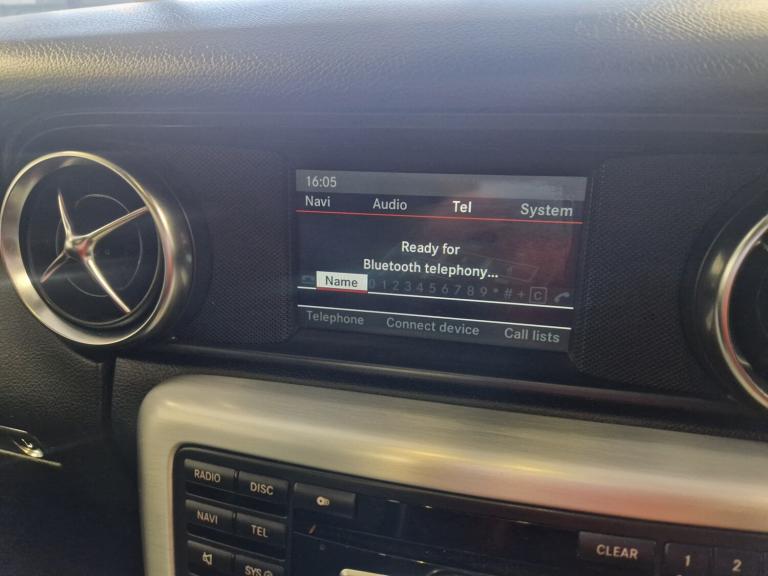 16:05
Navi Audio Tel System
Ready for
Bluetooth telephony...
Name 0 1 2 3 4 5 6 7 8 9 * # + C
Telephone Connect device Call lists
RADIO DISC
NAVI TEL
SYS
CLEAR 1 2